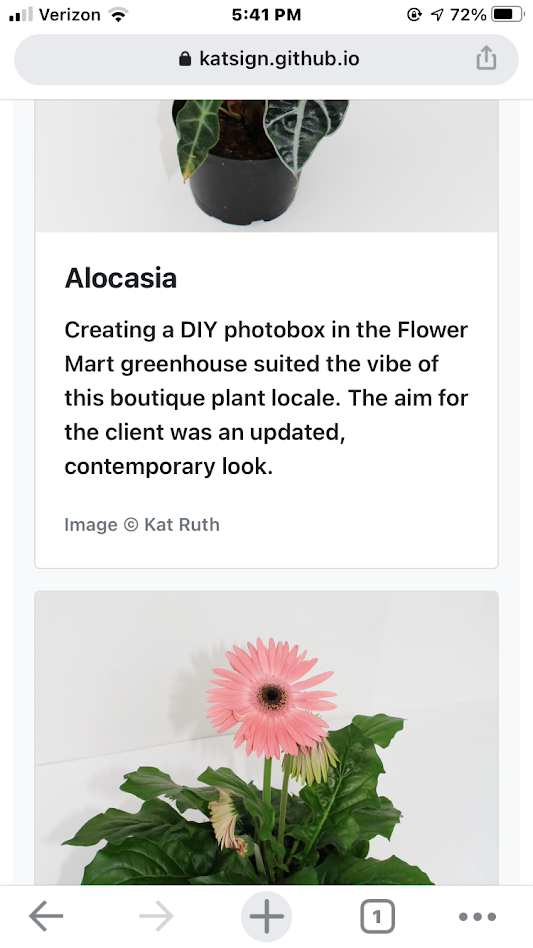 Verizon 5:41 PM 72%
katsign.github.io
Alocasia
Creating a DIY photobox in the Flower
Mart greenhouse suited the vibe of
this boutique plant locale. The aim for
the client was an updated,
contemporary look.
Image © Kat Ruth
1